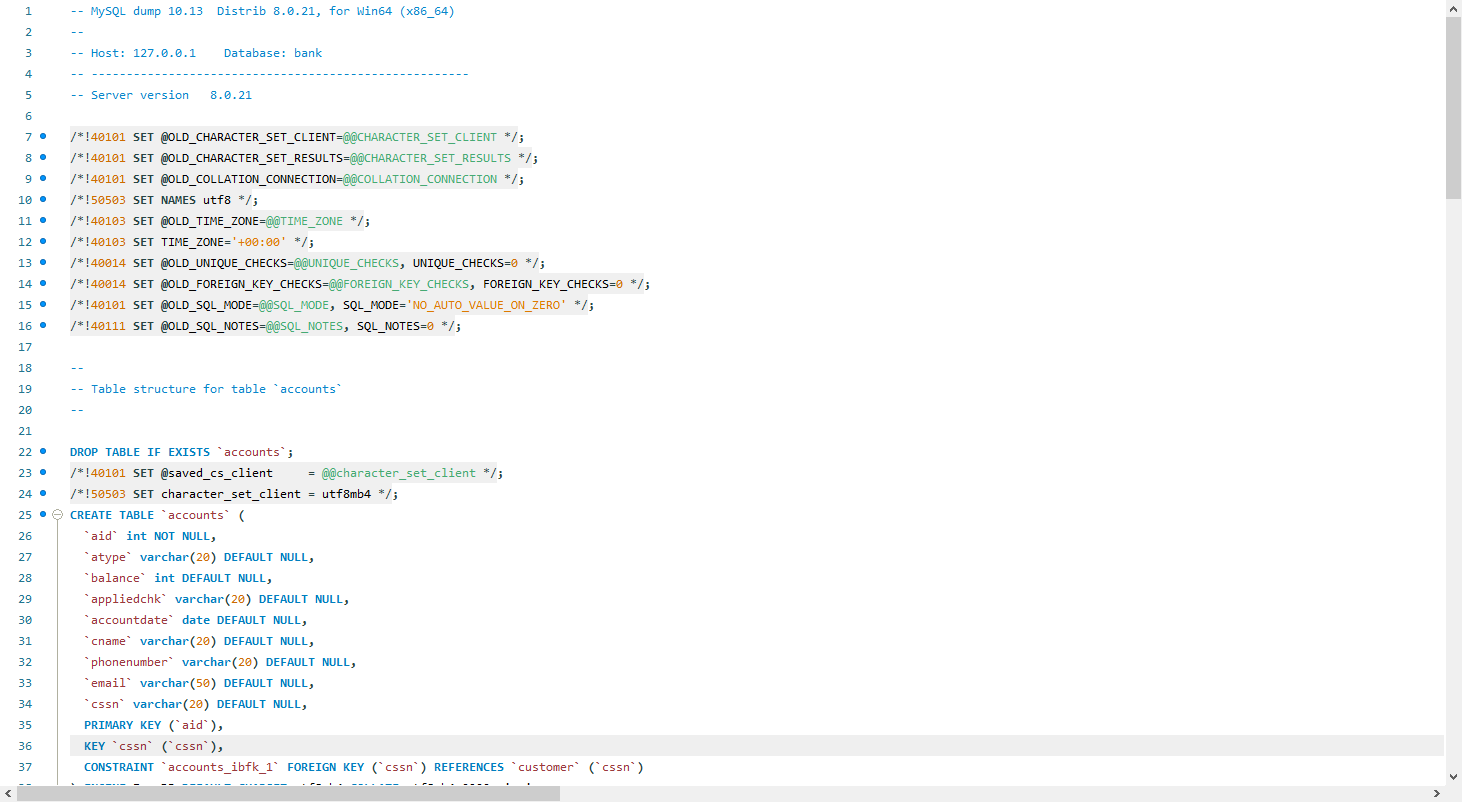 1 -- MySQL dump 10.13  Distrib 8.0.21, for Win64 (x86_64)
2 --
3 -- Host: 127.0.0.1    Database: bank
4 -- ------------------------------------------------------
5 -- Server version   8.0.21
6
7 /*!40101 SET @OLD_CHARACTER_SET_CLIENT=@@CHARACTER_SET_CLIENT */;
8 /*!40101 SET @OLD_CHARACTER_SET_RESULTS=@@CHARACTER_SET_RESULTS */;
9 /*!40101 SET @OLD_COLLATION_CONNECTION=@@COLLATION_CONNECTION */;
10 /*!50503 SET NAMES utf8 */;
11 /*!40103 SET @OLD_TIME_ZONE=@@TIME_ZONE */;
12 /*!40103 SET TIME_ZONE='+00:00' */;
13 /*!40014 SET @OLD_UNIQUE_CHECKS=@@UNIQUE_CHECKS, UNIQUE_CHECKS=0 */;
14 /*!40014 SET @OLD_FOREIGN_KEY_CHECKS=@@FOREIGN_KEY_CHECKS, FOREIGN_KEY_CHECKS=0 */;
15 /*!40101 SET @OLD_SQL_MODE=@@SQL_MODE, SQL_MODE='NO_AUTO_VALUE_ON_ZERO' */;
16 /*!40111 SET @OLD_SQL_NOTES=@@SQL_NOTES, SQL_NOTES=0 */;
17
18 --
19 -- Table structure for table `accounts`
20 --
21
22 DROP TABLE IF EXISTS `accounts`;
23 /*!40101 SET @saved_cs_client     = @@character_set_client */;
24 /*!50503 SET character_set_client = utf8mb4 */;
25 CREATE TABLE `accounts` (
26   `aid` int NOT NULL,
27   `atype` varchar(20) DEFAULT NULL,
28   `balance` int DEFAULT NULL,
29   `appliedchk` varchar(20) DEFAULT NULL,
30   `accountdate` date DEFAULT NULL,
31   `cname` varchar(20) DEFAULT NULL,
32   `phonenumber` varchar(20) DEFAULT NULL,
33   `email` varchar(50) DEFAULT NULL,
34   `cssn` varchar(20) DEFAULT NULL,
35   PRIMARY KEY (`aid`),
36   KEY `cssn` (`cssn`),
37   CONSTRAINT `accounts_ibfk_1` FOREIGN KEY (`cssn`) REFERENCES `customer` (`cssn`)